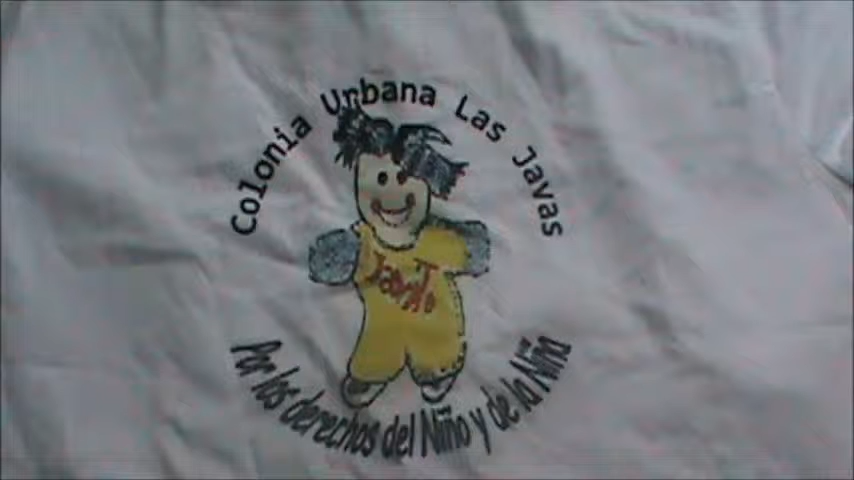 Colonia Urbana Las Javas
Por los derechos del Niño y de la Niña